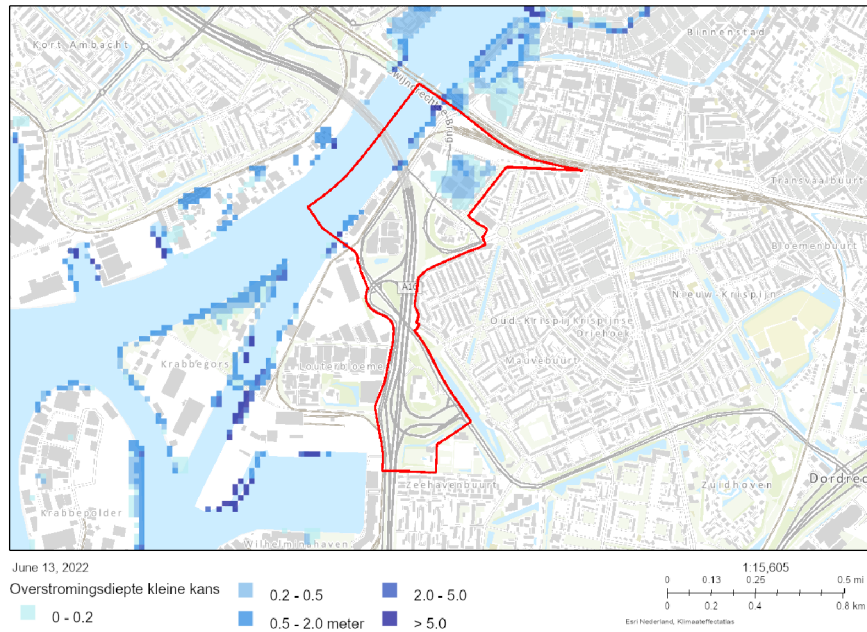 Kort Ambacht
Binnenstad
Wijndrechtse-Brug
Transvaalbuurt
Bloemenbuurt
A16
Nieuw-Krispijn
Oud-Krispijn
Krispijnse
Driehoek
Mauvebuurt
Krabbegors
Louterbloemen
Krabbepolder
Zeehavenbuurt
Zuidhoven
Dordrec
Wilhelminahaven
June 13, 2022
Overstromingsdiepte kleine kans
0 - 0.2
0.2 - 0.5
0.5 - 2.0 meter
2.0 - 5.0
> 5.0
1:15,605
0 0.13 0.25 0.5 mi
0 0.2 0.4 0.8 km
Esri Nederland, Klimaateffectatlas